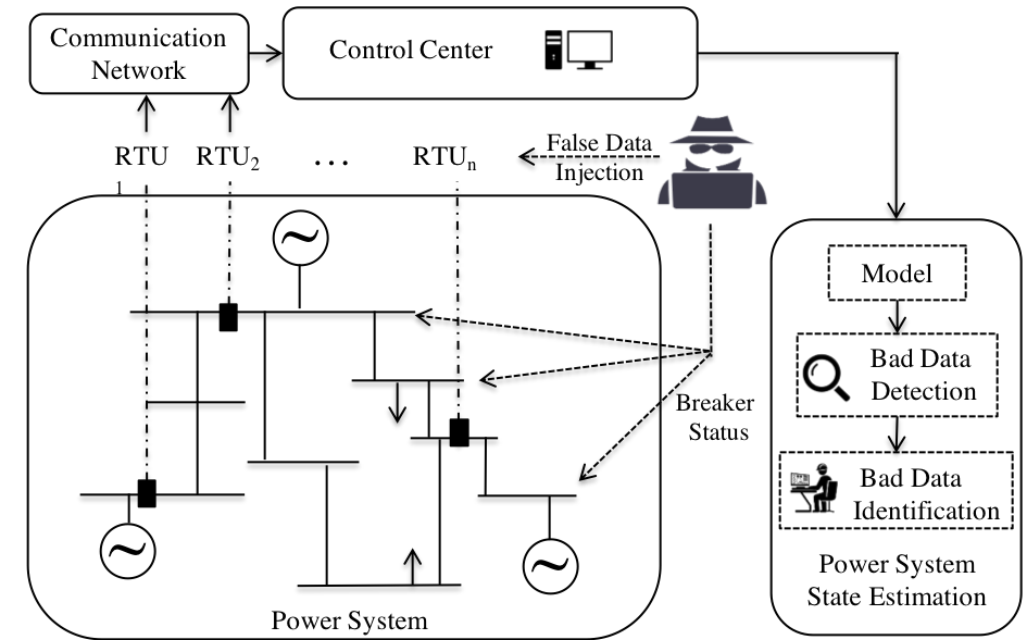 Communication
Network
Control Center
RTU
1
RTU2
...
RTUn
False Data
Injection
Model
Bad Data
Detection
Breaker
Status
Bad Data
Identification
Power System
State Estimation
Power System